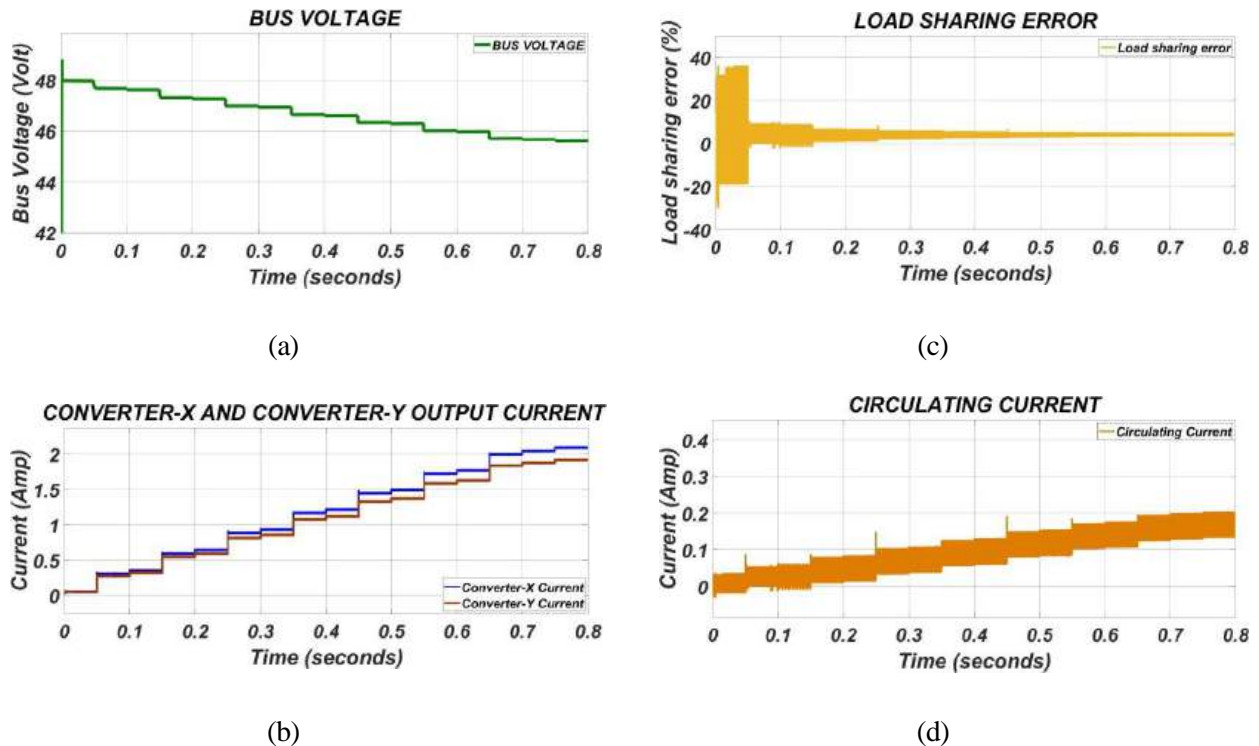 BUS VOLTAGE
BUS VOLTAGE
Bus Voltage (Volt)
48
46
44
42
0 0.1 0.2 0.3 0.4 0.5 0.6 0.7 0.8
Time (seconds)
(a)
LOAD SHARING ERROR
Load sharing error
Load sharing error (%)
40
20
0
-20
-40
0 0.1 0.2 0.3 0.4 0.5 0.6 0.7 0.8
Time (seconds)
(c)
CONVERTER-X AND CONVERTER-Y OUTPUT CURRENT
Current (Amp)
2
1.5
1
0.5
0
Converter-X Current
Converter-Y Current
0 0.1 0.2 0.3 0.4 0.5 0.6 0.7 0.8
Time (seconds)
(b)
CIRCULATING CURRENT
Circulating Current
Current (Amp)
0.4
0.3
0.2
0.1
0
0 0.1 0.2 0.3 0.4 0.5 0.6 0.7 0.8
Time (seconds)
(d)